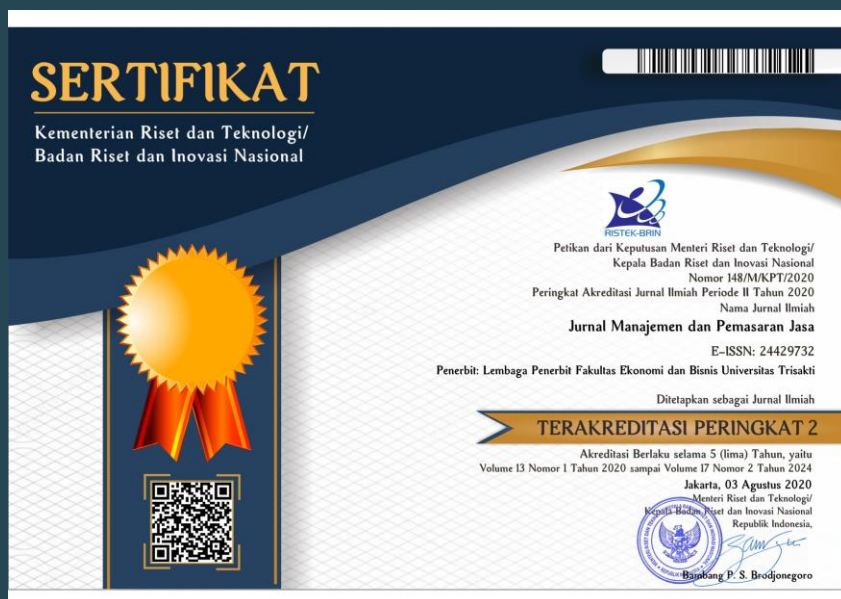 SERTIFIKAT
Kementerian Riset dan Teknologi/
Badan Riset dan Inovasi Nasional
RISTEK-BRIN
Petikan dari Keputusan Menteri Riset dan Teknologi/
Kepala Badan Riset dan Inovasi Nasional
Nomor 148/M/KPT/2020
Peringkat Akreditasi Jurnal Ilmiah Periode II Tahun 2020
Nama Jurnal Ilmiah
Jurnal Manajemen dan Pemasaran Jasa
E-ISSN: 24429732
Penerbit: Lembaga Penerbit Fakultas Ekonomi dan Bisnis Universitas Trisakti
Ditetapkan sebagai Jurnal Ilmiah
TERAKREDITASI PERINGKAT 2
Akreditasi Berlaku selama 5 (lima) Tahun, yaitu
Volume 13 Nomor 1 Tahun 2020 sampai Volume 17 Nomor 2 Tahun 2024
Jakarta, 03 Agustus 2020
Menteri Riset dan Teknologi/
Kepala Badan Riset dan Inovasi Nasional
Republik Indonesia,
Bambang P. S. Brodjonegoro